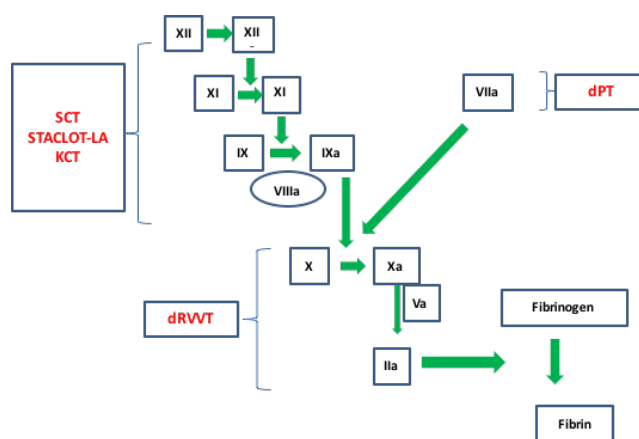 XII
XII
-
SCT
STACLOT-LA
KCT
XI
XI
VIIa
dPT
IX
IXa
VIIIa
X
Xa
Va
dRVVT
Fibrinogen
IIa
Fibrin